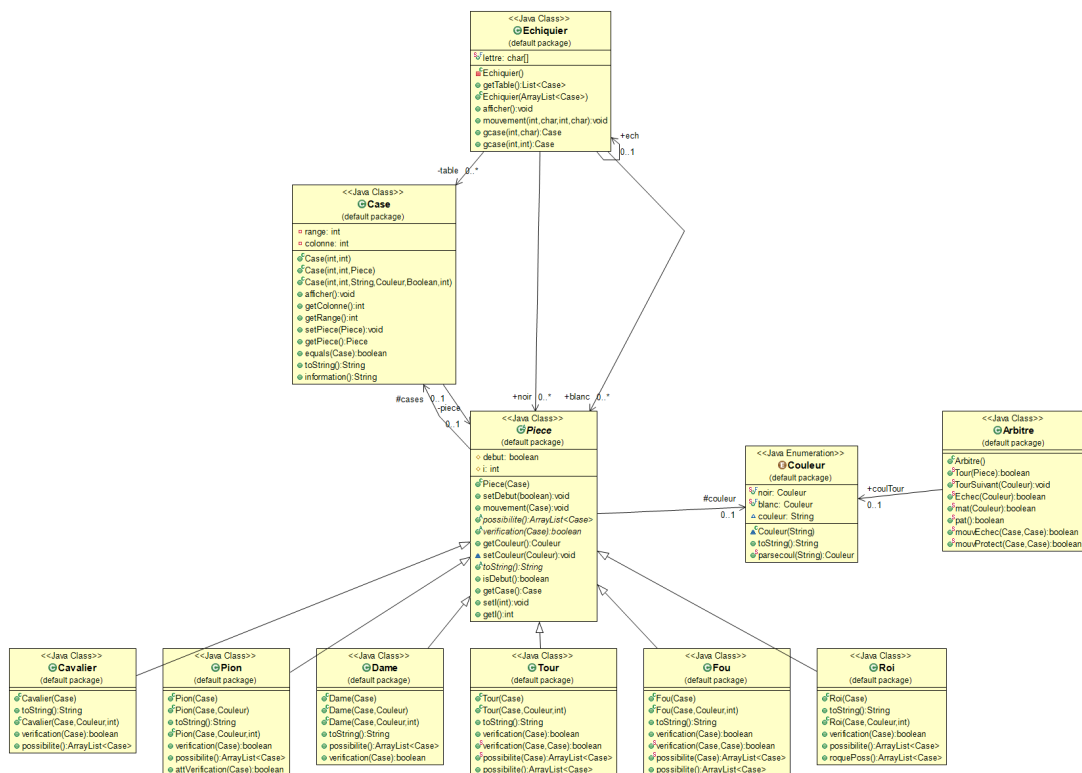 <<Java Class>>
Echiquier
(default package)
lettre: char[]
Echiquier()
getTable():List<Case>
Echiquier(ArrayList<Case>)
afficher():void
mouvement(int,char,int,char):void
gcase(int,char):Case
gcase(int,int):Case
+ech
0..1
-table 0..*
<<Java Class>>
Case
(default package)
range: int
colonne: int
Case(int,int)
Case(int,int,Piece)
Case(int,int,String,Couleur,Boolean,int)
afficher():void
getColonne():int
getRange():int
setPiece(Piece):void
getPiece():Piece
equals(Case):boolean
toString():String
information():String
#cases 0..1
-piece
0..1
+noir 0..*
+blanc 0..*
<<Java Class>>
Piece
(default package)
debut: boolean
i: int
Piece(Case)
setDebut(boolean):void
mouvement(Case):void
possibilite():ArrayList<Case>
verification(Case):boolean
getCouleur():Couleur
setCouleur(Couleur):void
toString():String
isDebut():boolean
getCase():Case
setI(int):void
getI():int
#couleur
0..1
<<Java Enumeration>>
Couleur
(default package)
noir: Couleur
blanc: Couleur
couleur: String
Couleur(String)
toString():String
parsecoul(String):Couleur
+coulTour
0..1
<<Java Class>>
Arbitre
(default package)
Arbitre()
Tour(Piece):boolean
TourSuivant(Couleur):void
Echec(Couleur):boolean
mat(Couleur):boolean
pat():boolean
mouvEchec(Case,Case):boolean
mouvProtect(Case,Case):boolean
<<Java Class>>
Cavalier
(default package)
Cavalier(Case)
toString():String
Cavalier(Case,Couleur,int)
verification(Case):boolean
possibilite():ArrayList<Case>
<<Java Class>>
Pion
(default package)
Pion(Case)
Pion(Case,Couleur)
toString():String
Pion(Case,Couleur,int)
verification(Case):boolean
possibilite():ArrayList<Case>
attVerification(Case):boolean
<<Java Class>>
Dame
(default package)
Dame(Case)
Dame(Case,Couleur)
Dame(Case,Couleur,int)
toString():String
possibilite():ArrayList<Case>
verification(Case):boolean
<<Java Class>>
Tour
(default package)
Tour(Case)
Tour(Case,Couleur,int)
toString():String
verification(Case):boolean
verification(Case,Case):boolean
possibilite(Case):ArrayList<Case>
possibilite():ArrayList<Case>
<<Java Class>>
Fou
(default package)
Fou(Case)
Fou(Case,Couleur,int)
toString():String
verification(Case):boolean
verification(Case,Case):boolean
possibilite(Case):ArrayList<Case>
possibilite():ArrayList<Case>
<<Java Class>>
Roi
(default package)
Roi(Case)
toString():String
Roi(Case,Couleur,int)
verification(Case):boolean
possibilite():ArrayList<Case>
roquePoss():ArrayList<Case>